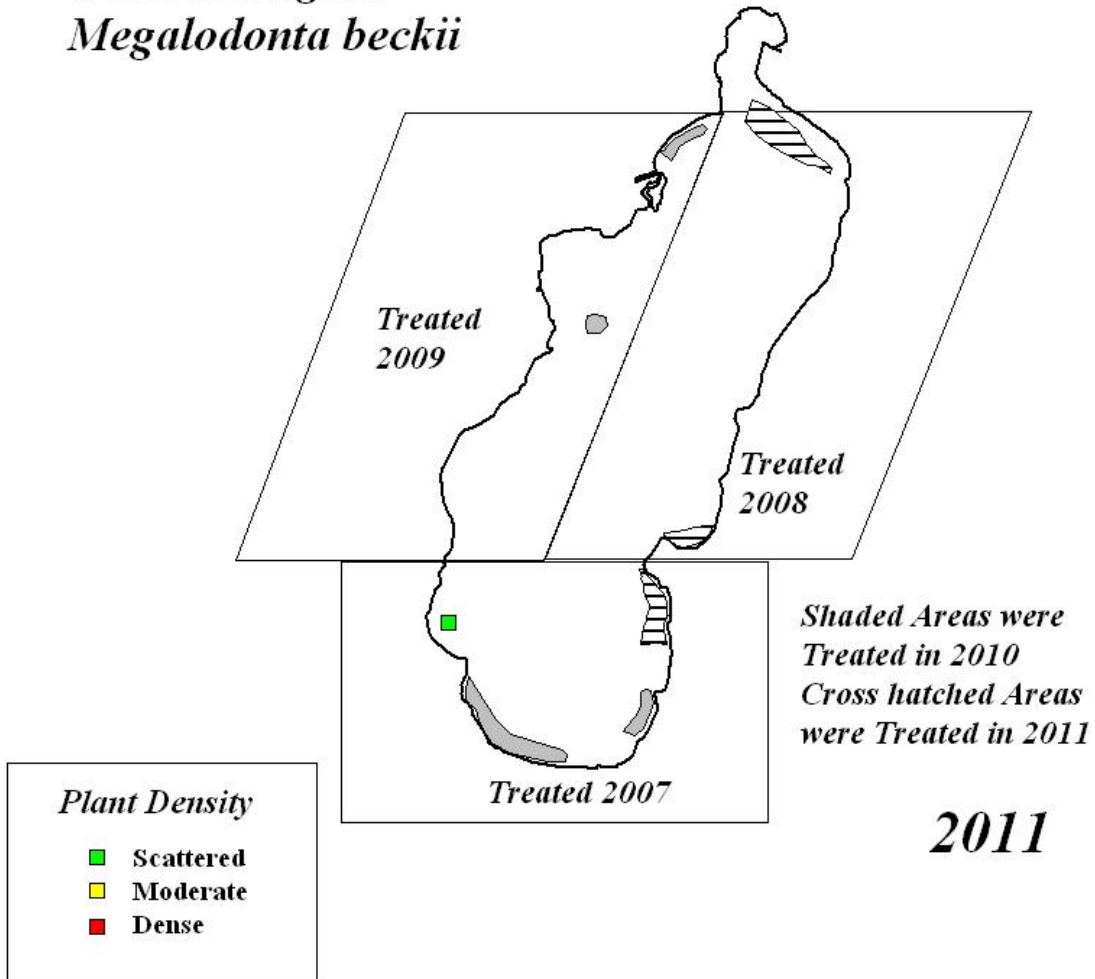 Megalodonta beckii
Treated
2009
Treated
2008
Shaded Areas were
Treated in 2010
Cross hatched Areas
were Treated in 2011
Treated 2007
2011
Plant Density
Scattered
Moderate
Dense